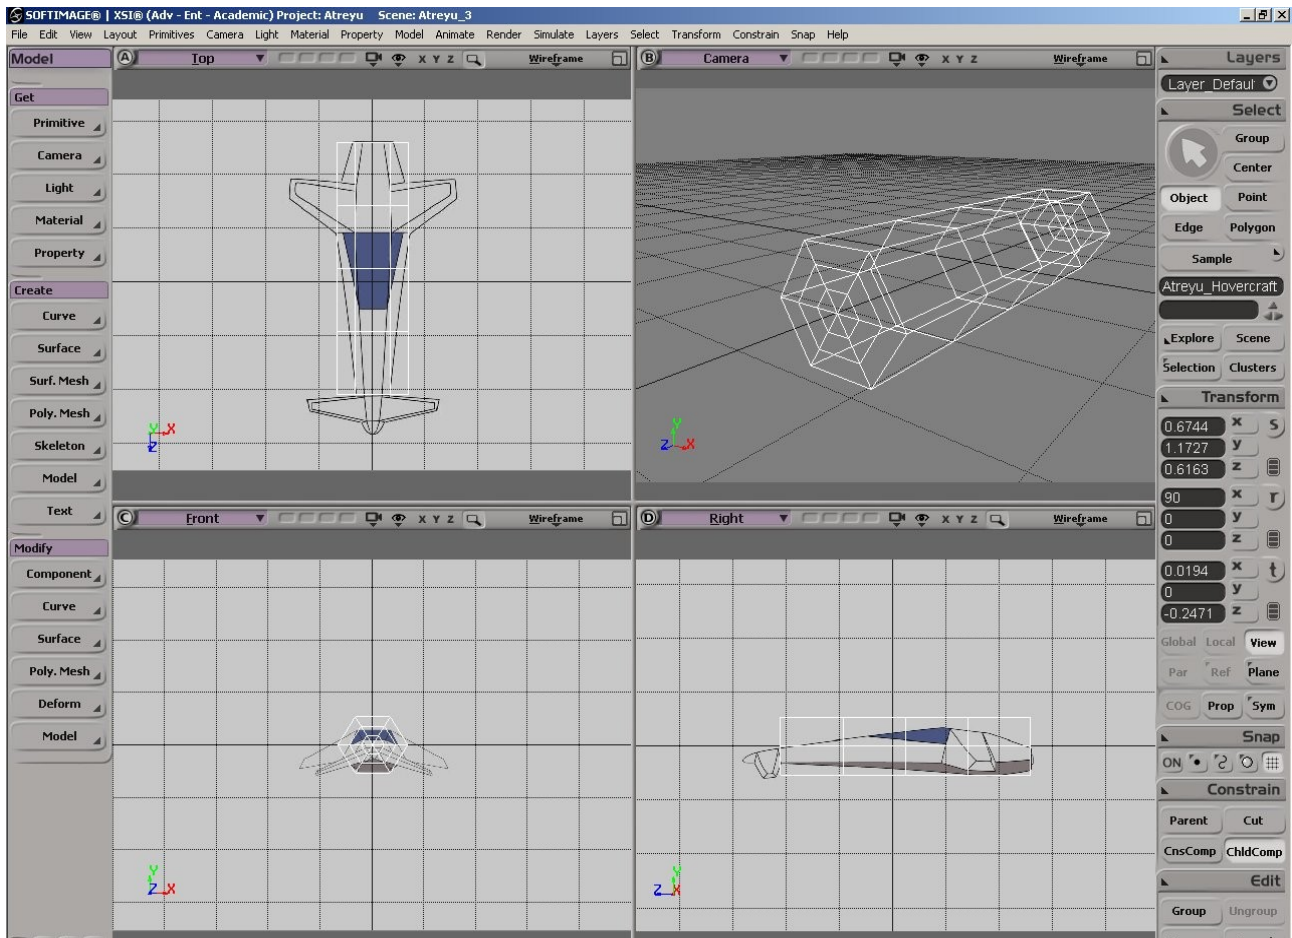 SOFTIMAGE® | XSI® (Adv - Ent - Academic) Project: Atreyu Scene: Atreyu_3
File Edit View Layout Primitives Camera Light Material Property Model Animate Render Simulate Layers Select Transform Constrain Snap Help
Model
Get
Primitive
Camera
Light
Material
Property
Create
Curve
Surface
Surf. Mesh
Poly. Mesh
Skeleton
Model
Text
Modify
Component
Curve
Surface
Poly. Mesh
Deform
Model
A Top X Y Z Wireframe
Y X
Z
B Camera X Y Z Wireframe
Y
Z X
C Front X Y Z Wireframe
Y
Z X
D Right X Y Z Wireframe
Y
Z X
Layers
Layer_Defaul
Select
Group
Center
Object Point
Edge Polygon
Sample
Atreyu_Hovercraft
Explore Scene
Selection Clusters
Transform
0.6744 x s
1.1727 y
0.6163 z
90 x r
0 y
0 z
0.0194 x t
0 y
-0.2471 z
Global Local View
Par Ref Plane
COG Prop Sym
Snap
ON
Constrain
Parent Cut
CnsComp ChldComp
Edit
Group Ungroup